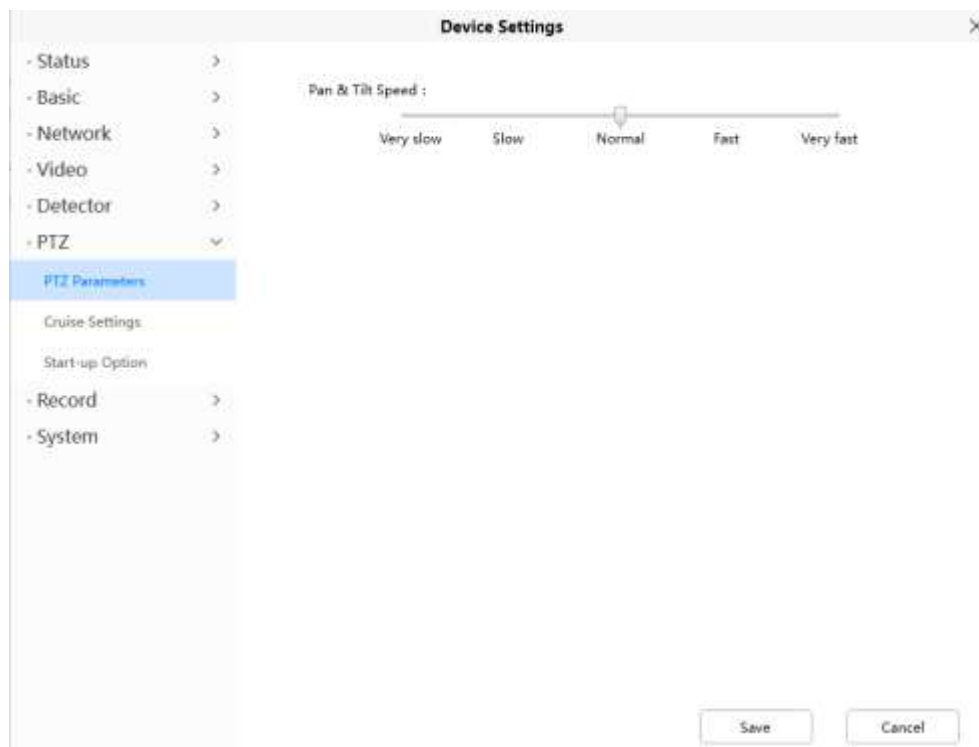 Device Settings
- Status
- Basic
- Network
- Video
- Detector
- PTZ
PTZ Parameters
Cruise Settings
Start-up Option
- Record
- System
Pan & Tilt Speed :
Very slow Slow Normal Fast Very fast
Save Cancel